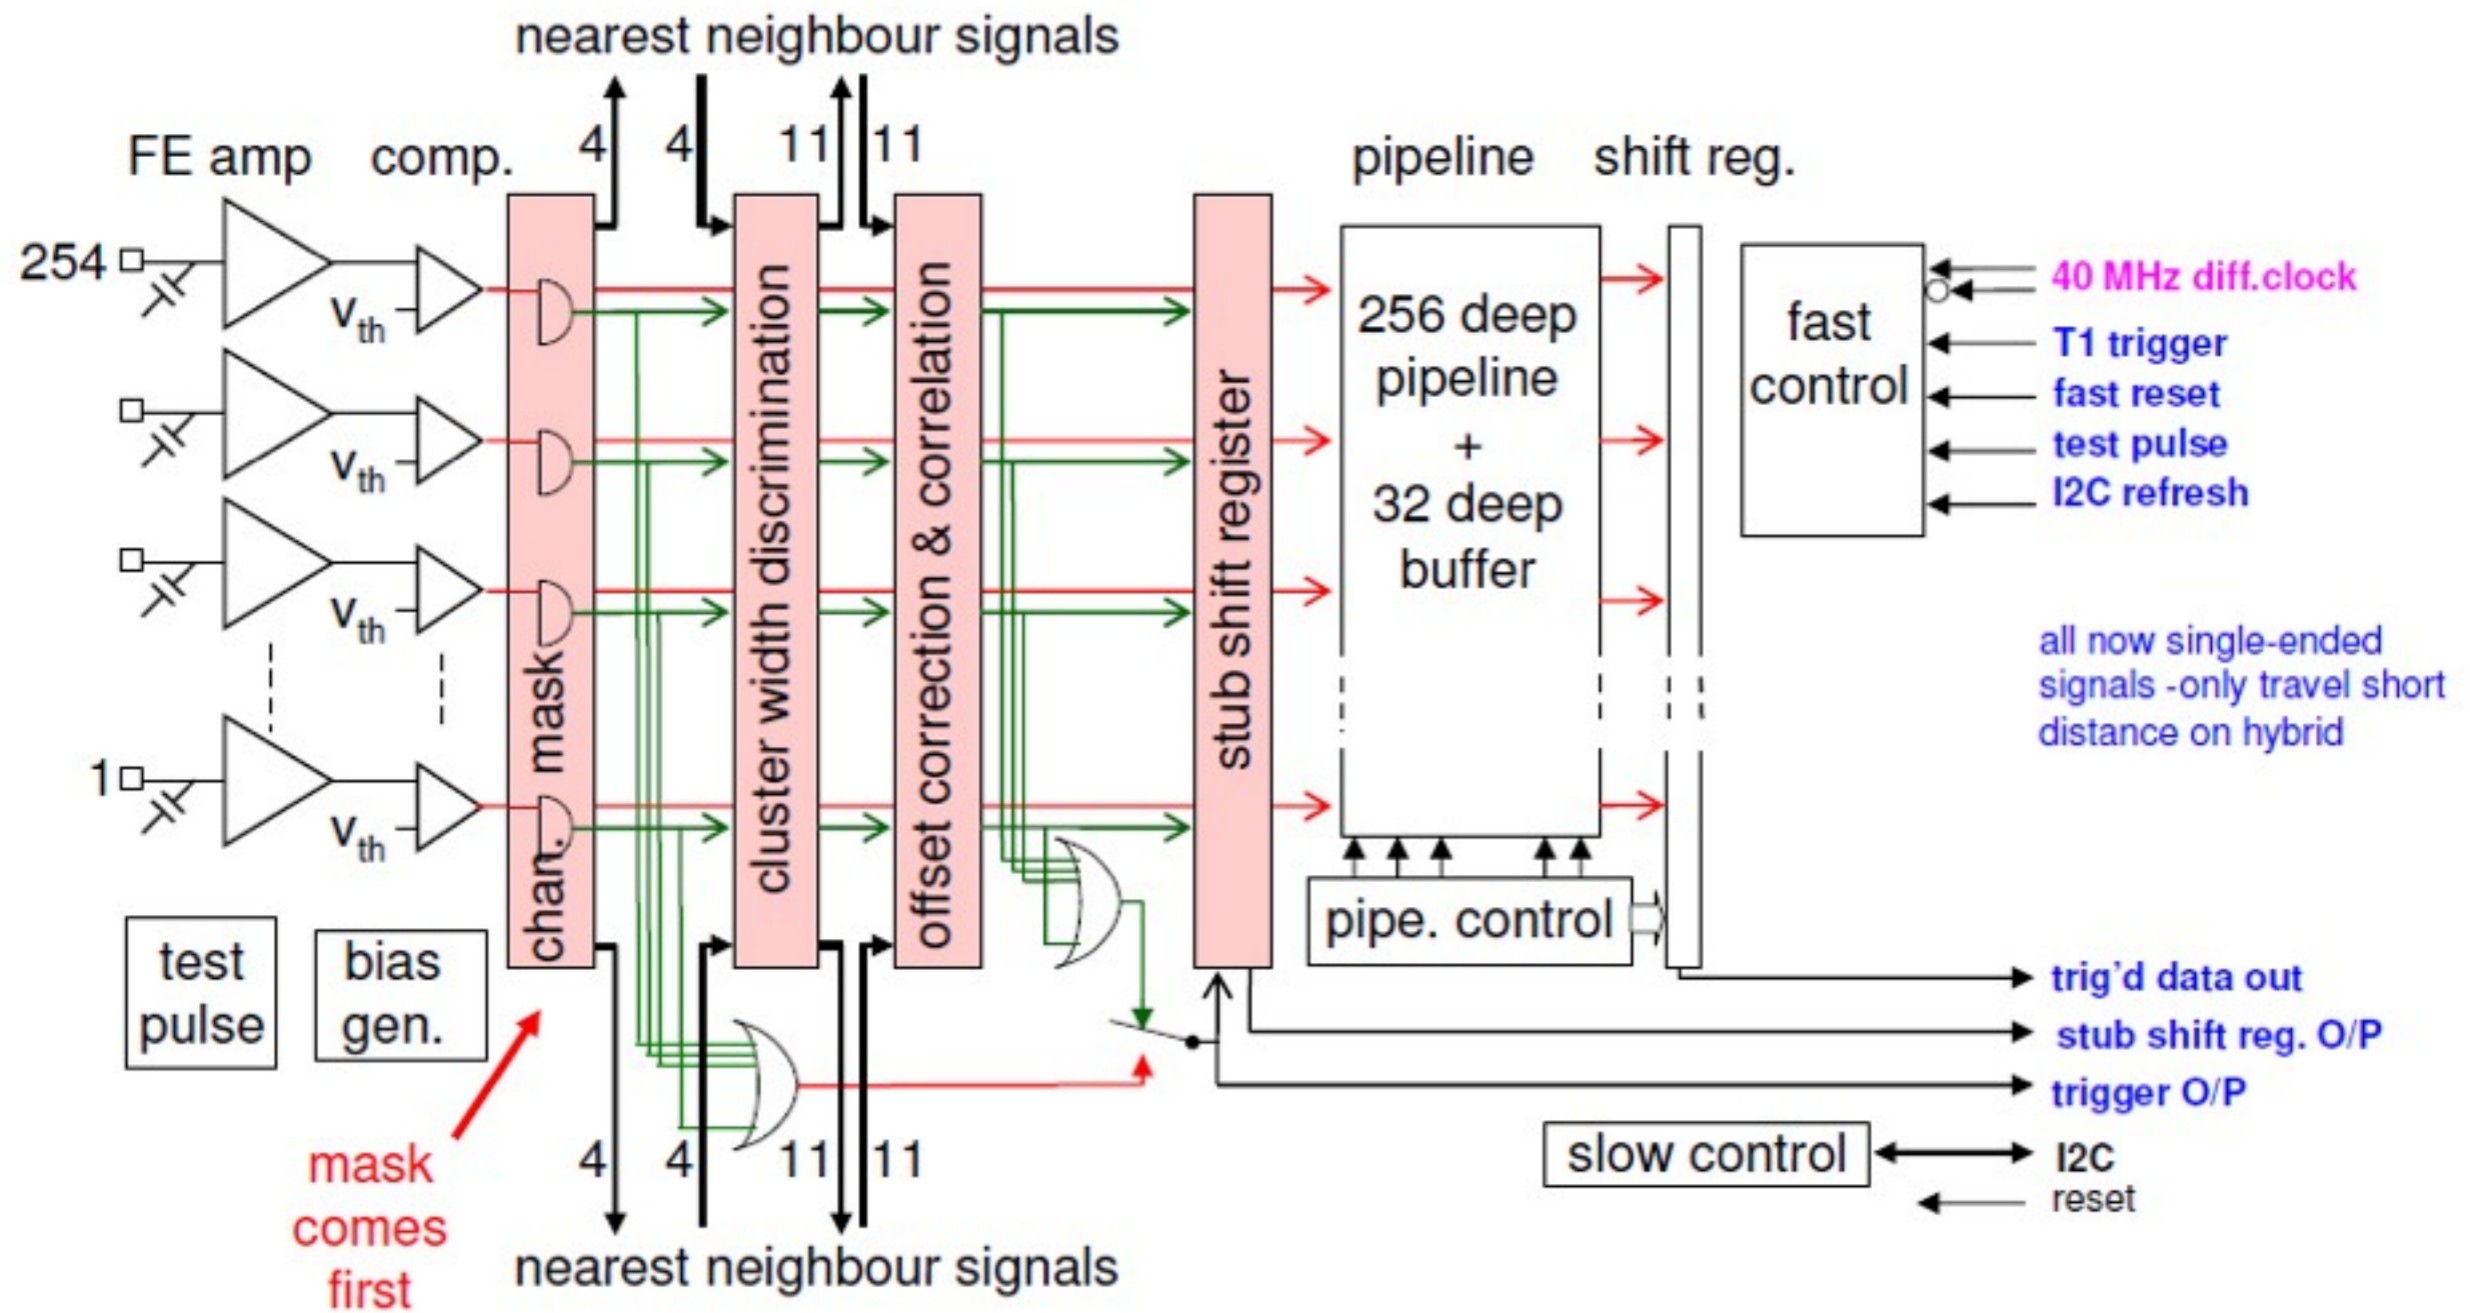 nearest neighbour signals
4 4 11 11
FE amp comp. pipeline shift reg.
254
Vth
Vth
Vth
1
Vth
chan. mask
cluster width discrimination
offset correction & correlation
stub shift register
256 deep
pipeline
+
32 deep
buffer
fast
control
40 MHz diff.clock
T1 trigger
fast reset
test pulse
I2C refresh
all now single-ended
signals -only travel short
distance on hybrid
pipe. control
test
pulse
bias
gen.
trig'd data out
stub shift reg. O/P
trigger O/P
slow control
I2C
reset
mask
comes
first
4 4 11 11
nearest neighbour signals